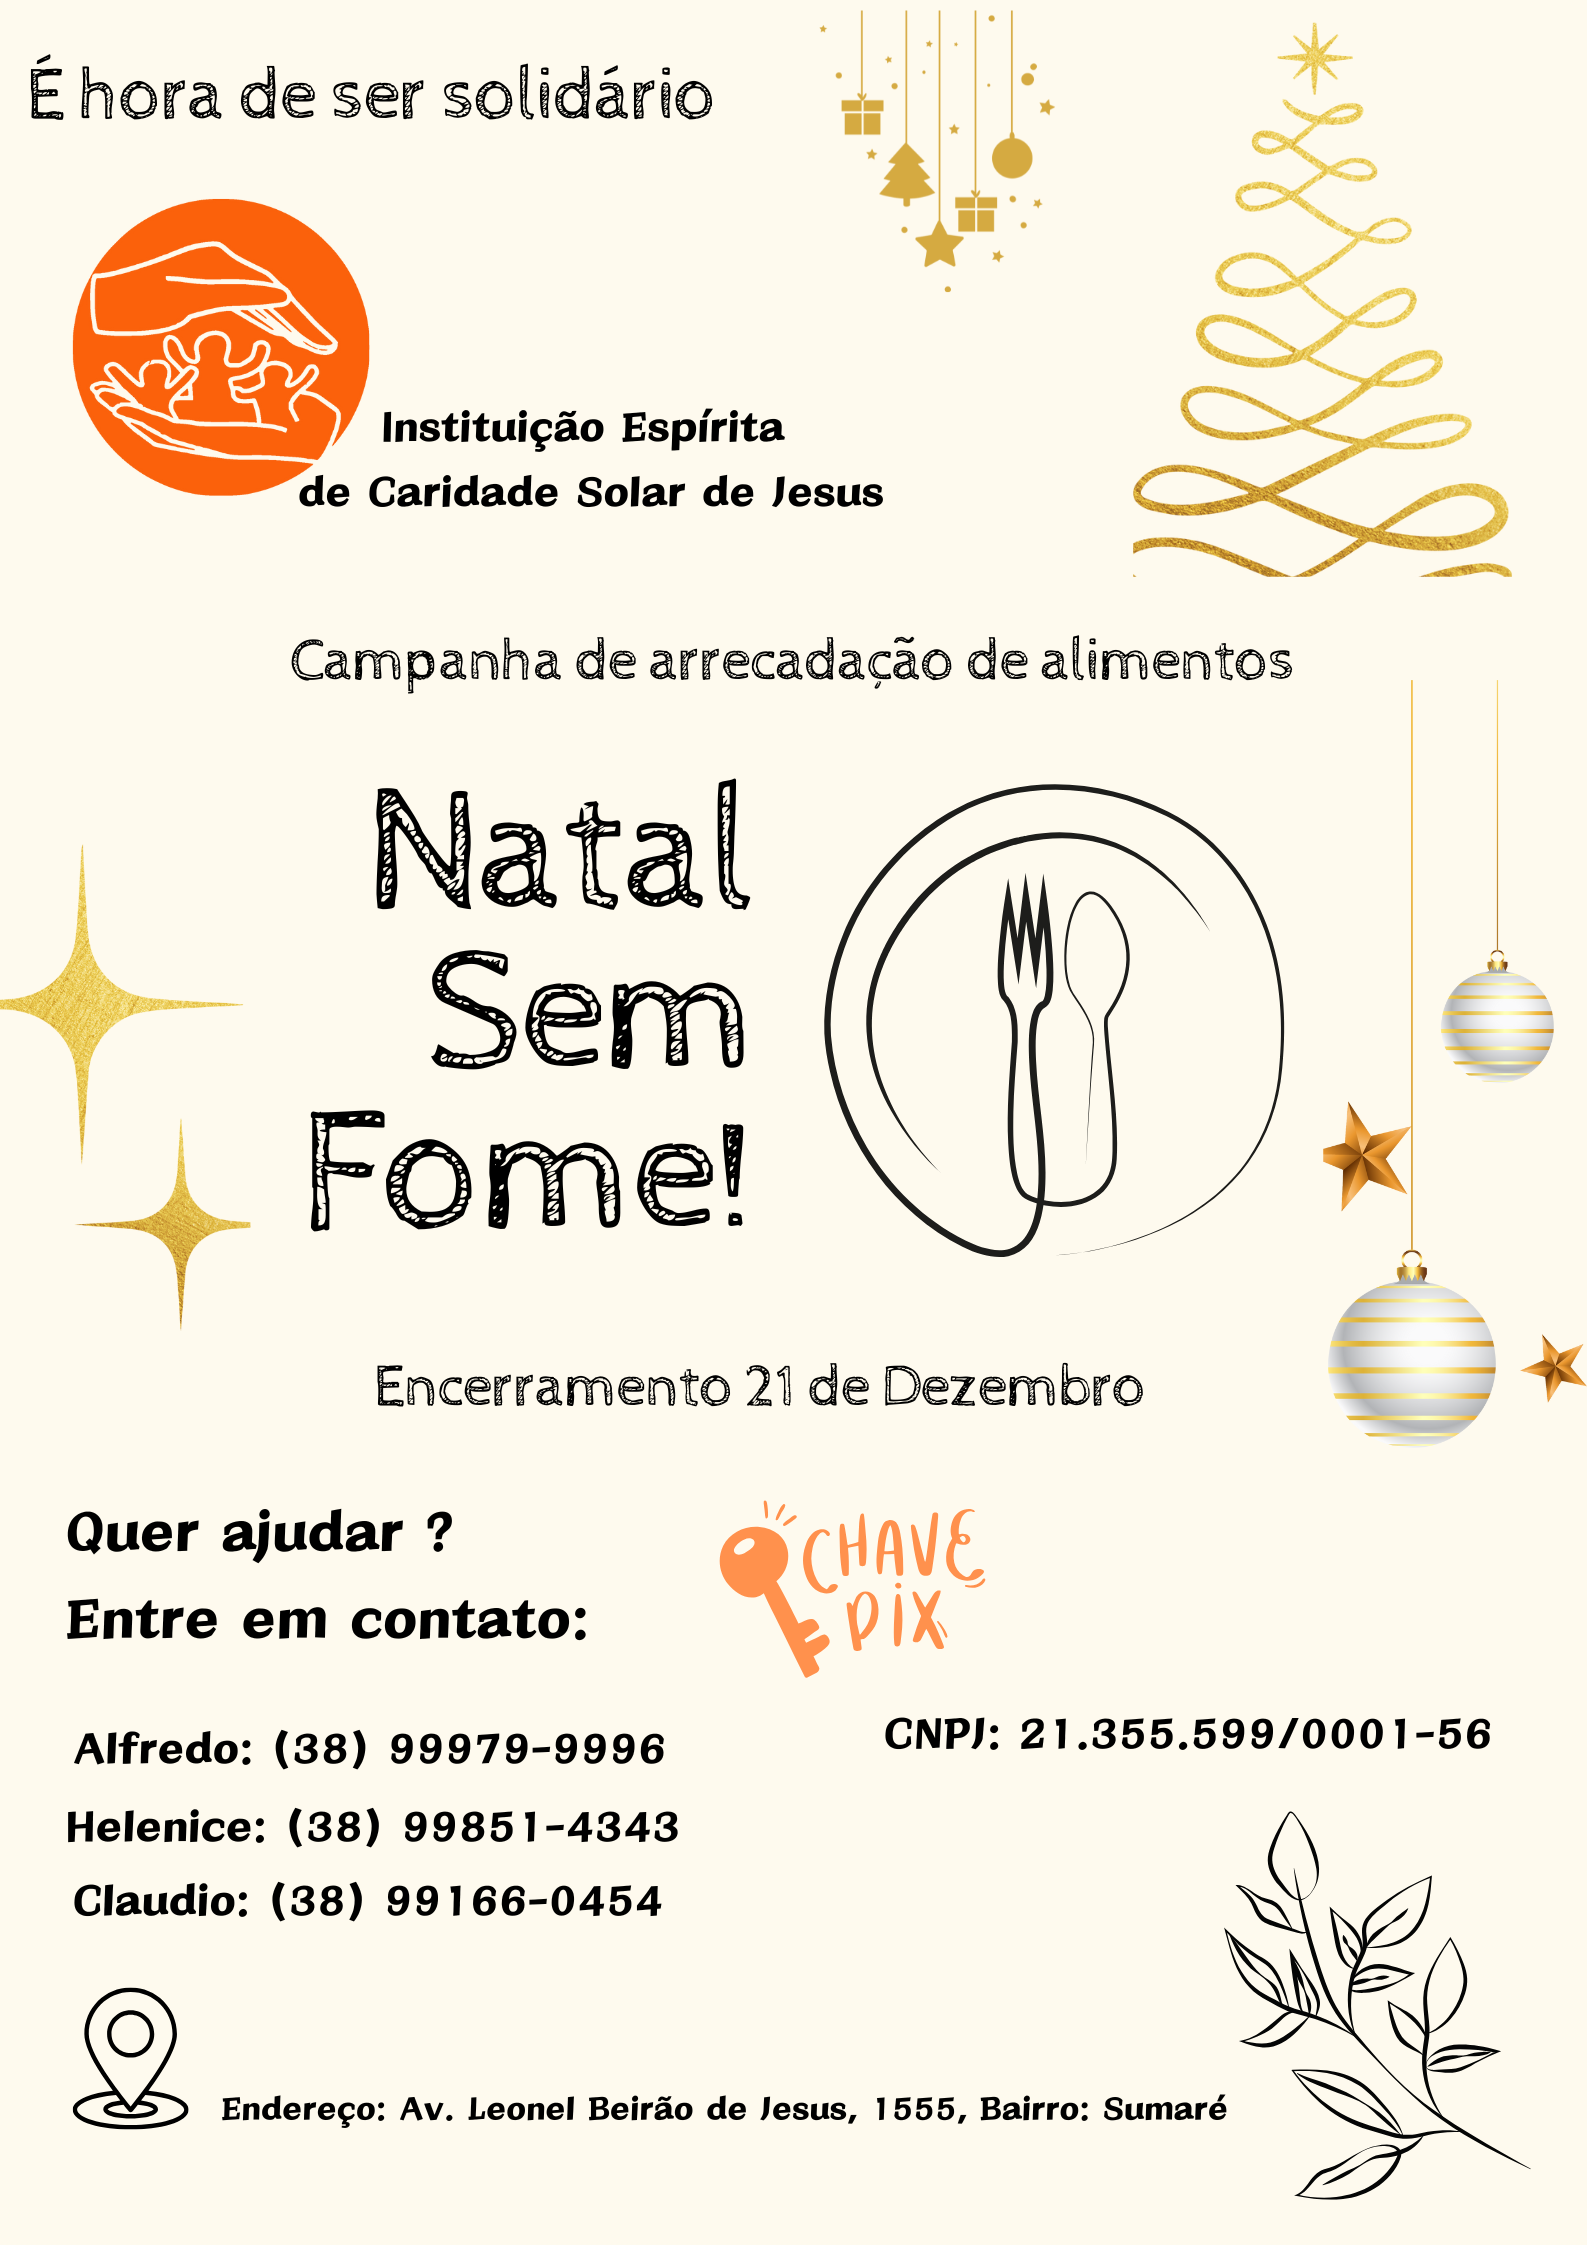 É hora de ser solidário
Instituição Espírita
de Caridade Solar de Jesus
Campanha de arrecadação de alimentos
Natal
Sem
Fome!
Encerramento 21 de Dezembro
Quer ajudar ?
Entre em contato:
CHAVE
PIX
Alfredo: (38) 99979-9996
Helenice: (38) 99851-4343
Claudio: (38) 99166-0454
CNPJ: 21.355.599/0001-56
Endereço: Av. Leonel Beirão de Jesus, 1555, Bairro: Sumaré